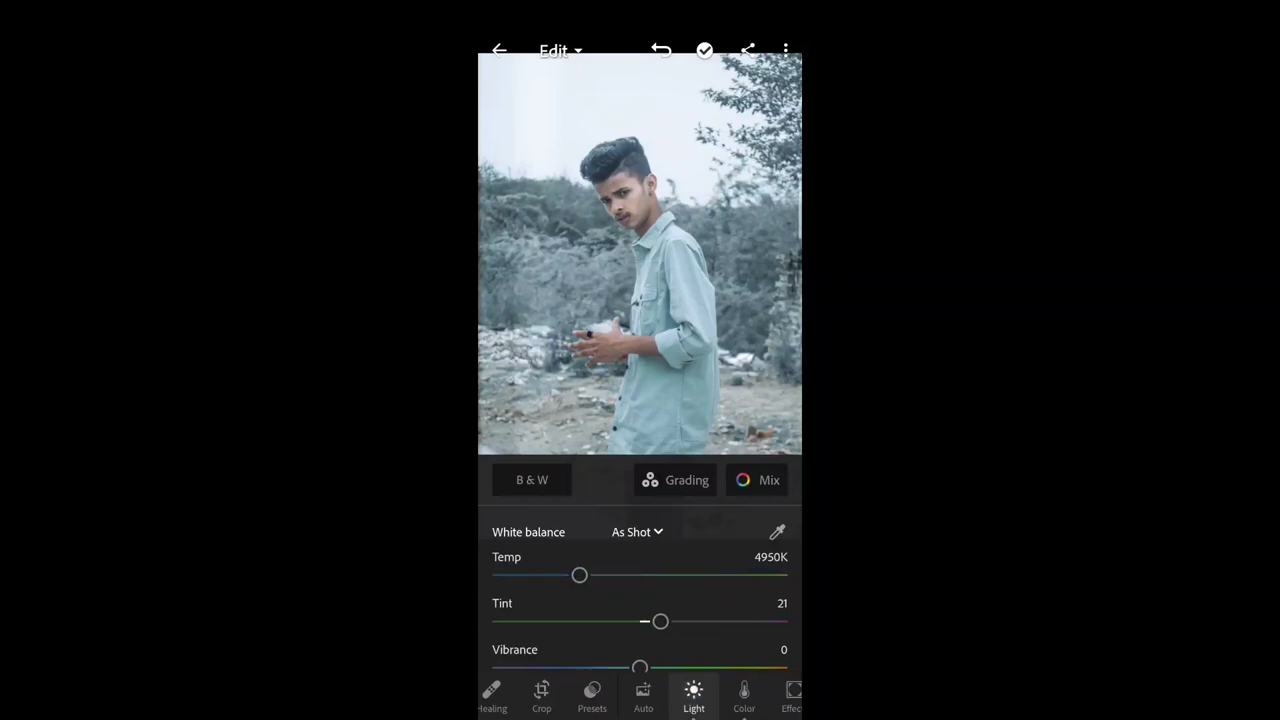 Edit
B & W
Grading
Mix
White balance
As Shot
Temp
4950K
Tint
21
Vibrance
0
Healing
Crop
Presets
Auto
Light
Color
Effec